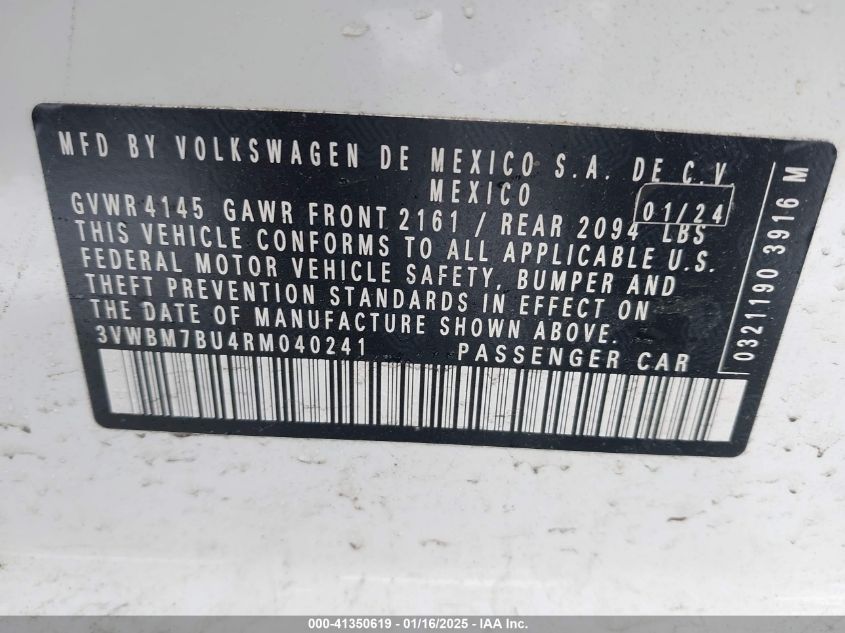 MFD BY VOLKSWAGEN DE MEXICO S.A. DE C.V
MEXICO
01/24
GVWR 4145 GAWR FRONT 2161 / REAR 2094 LBS
THIS VEHICLE CONFORMS TO ALL APPLICABLE U.S.
FEDERAL MOTOR VEHICLE SAFETY, BUMPER AND
THEFT PREVENTION STANDARDS IN EFFECT ON
THE DATE OF MANUFACTURE SHOWN ABOVE.
3VWBM7BU4RM040241 PASSENGER CAR
0321190 3916 M
000-41350619 - 01/16/2025 - IAA Inc.